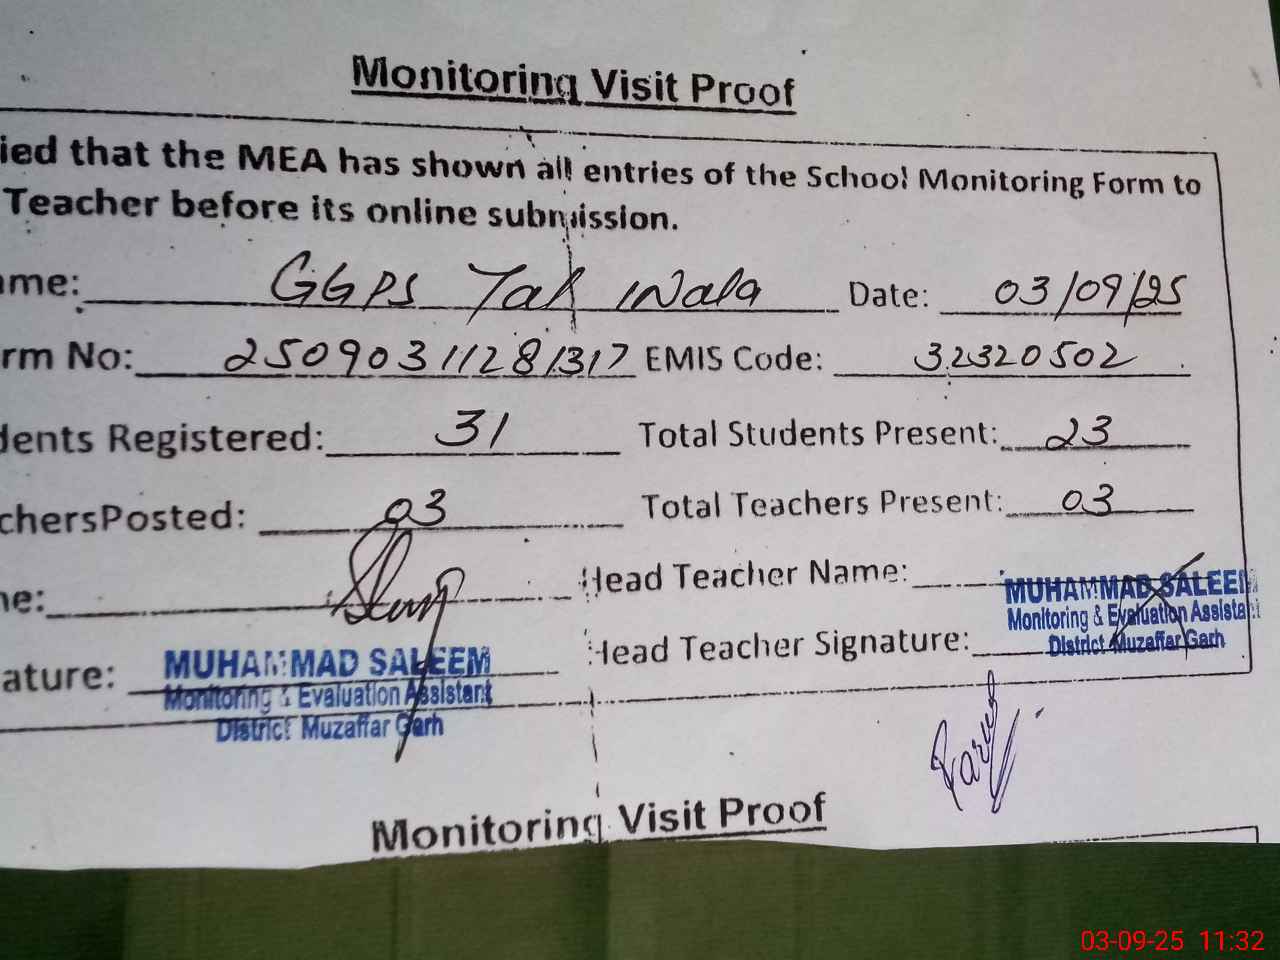 Monitoring Visit Proof
ied that the MEA has shown all entries of the School Monitoring Form to
Teacher before its online submission.
ame: GGPS Tal Wala Date: 03/09/25
rm No: 25090311281317 EMIS Code: 32320502
dents Registered: 31 Total Students Present: 23
chersPosted: 03 Total Teachers Present: 03
ne: Head Teacher Name: MUHAMMAD SALEEM
Monitoring & Evaluation Assistant
District Muzaffar Garh
ature: MUHAMMAD SALEEM Head Teacher Signature:
Monitoring & Evaluation Assistant
District Muzaffar Garh
Monitoring Visit Proof
03-09-25 11:32